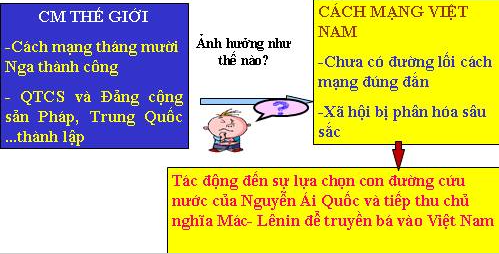 CM THẾ GIỚI
-Cách mạng tháng mười
Nga thành công
- QTCS và Đảng cộng
sản Pháp, Trung Quốc
...thành lập
Ảnh hưởng như
thế nào?
?
CÁCH MẠNG VIỆT
NAM
-Chưa có đường lối cách
mạng đúng đắn
-Xã hội bị phân hóa sâu
sắc
Tác động đến sự lựa chọn con đường cứu
nước của Nguyễn Ái Quốc và tiếp thu chủ
nghĩa Mác- Lênin để truyền bá vào Việt Nam